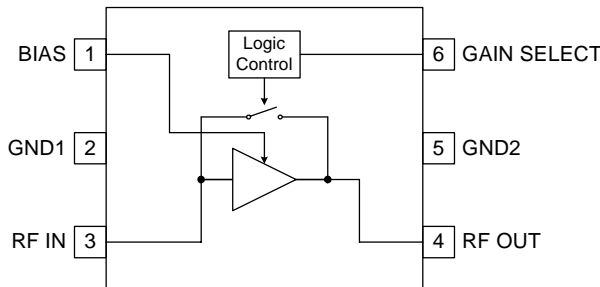 BIAS 1
Logic
Control
6 GAIN SELECT
GND1 2
5 GND2
RF IN 3
4 RF OUT